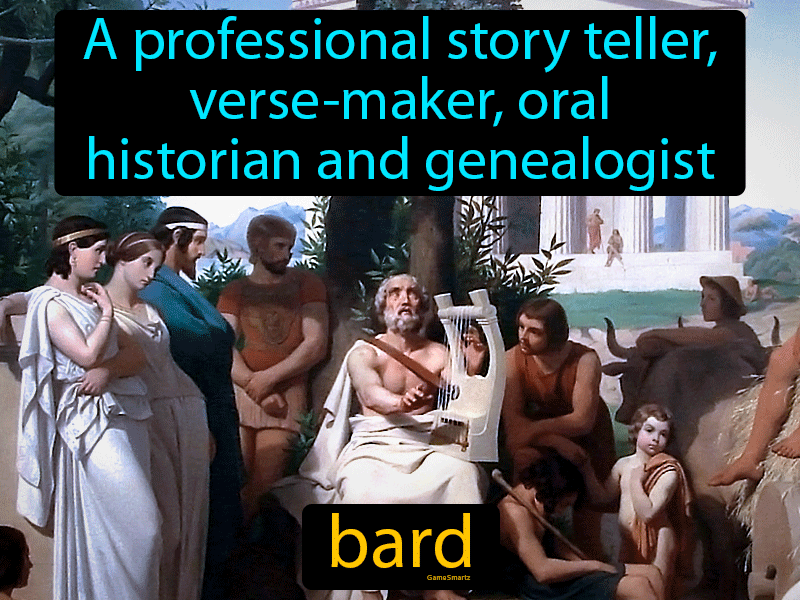 A professional story teller,
verse-maker, oral
historian and genealogist
bard
GameSmartz